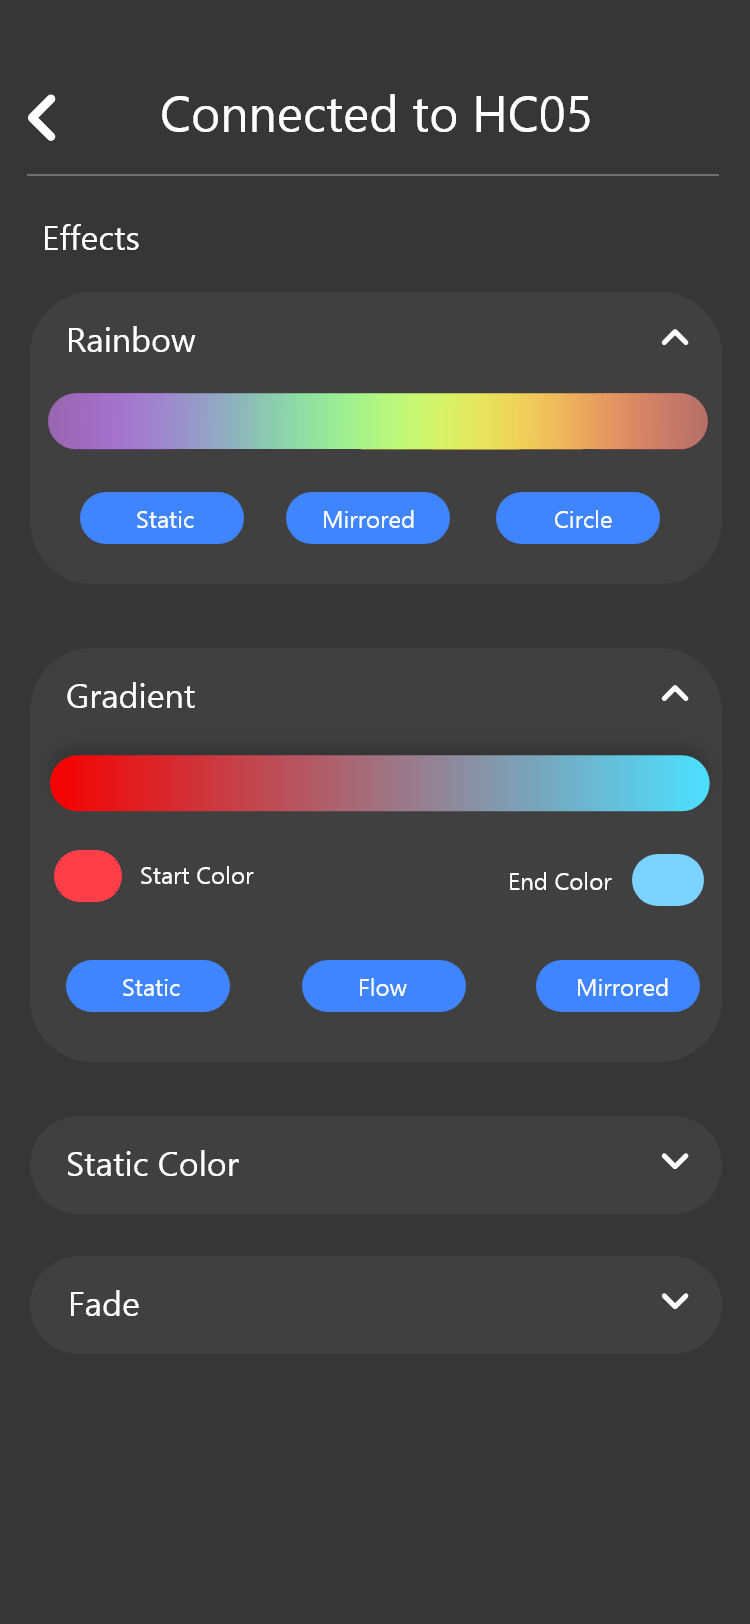 Connected to HC05
Effects
Rainbow
Static
Mirrored
Circle
Gradient
Start Color
End Color
Static
Flow
Mirrored
Static Color
Fade